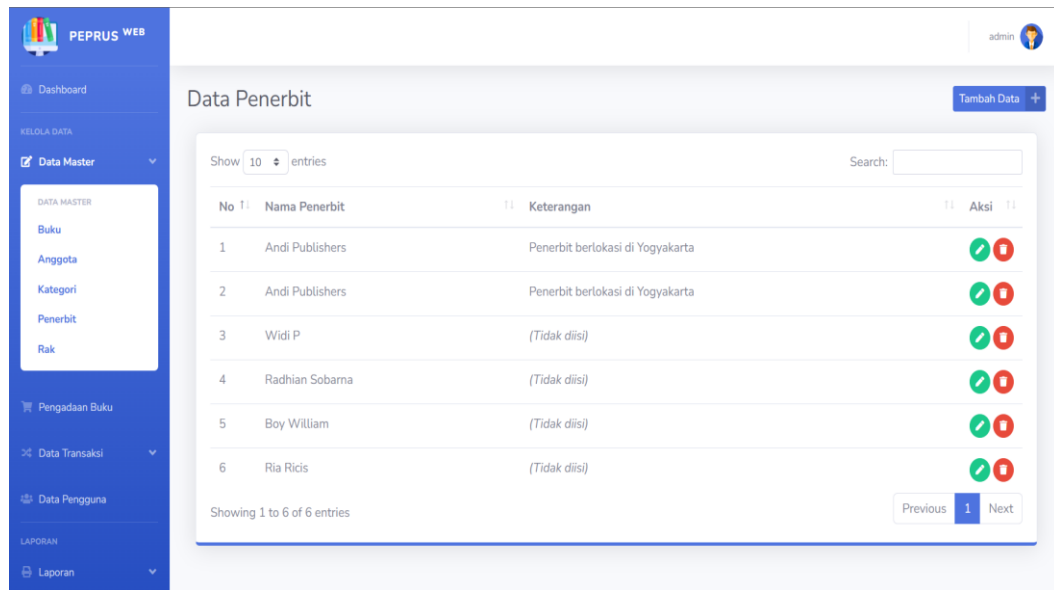 PEPRUS WEB
admin
Dashboard
Data Penerbit
Tambah Data +
KELOLA DATA
Data Master
Show 10 entries
Search:
DATA MASTER
Buku
Anggota
Kategori
Penerbit
Rak
No Nama Penerbit Keterangan Aksi
1 Andi Publishers Penerbit berlokasi di Yogyakarta
2 Andi Publishers Penerbit berlokasi di Yogyakarta
3 Widi P (Tidak diisi)
4 Radhian Sobarna (Tidak diisi)
5 Boy William (Tidak diisi)
6 Ria Ricis (Tidak diisi)
Showing 1 to 6 of 6 entries
Previous 1 Next
Pengadaan Buku
Data Transaksi
Data Pengguna
LAPORAN
Laporan